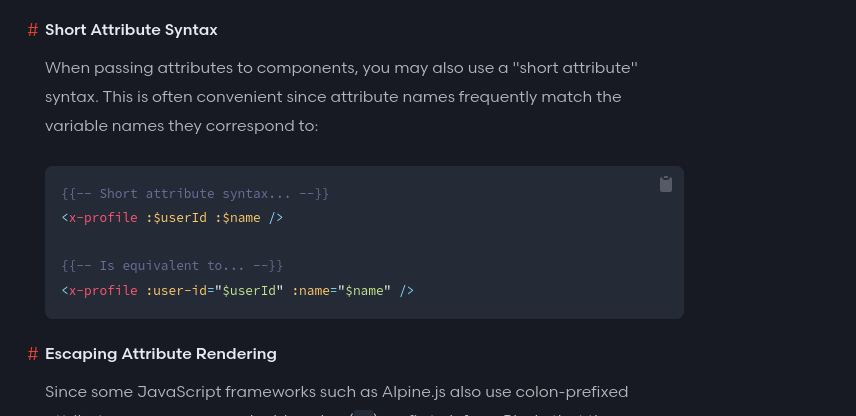 # Short Attribute Syntax
When passing attributes to components, you may also use a "short attribute"
syntax. This is often convenient since attribute names frequently match the
variable names they correspond to:
{{-- Short attribute syntax... --}}
<x-profile :$userId :$name />
{{-- Is equivalent to... --}}
<x-profile :user-id="$userId" :name="$name" />
# Escaping Attribute Rendering
Since some JavaScript frameworks such as Alpine.js also use colon-prefixed